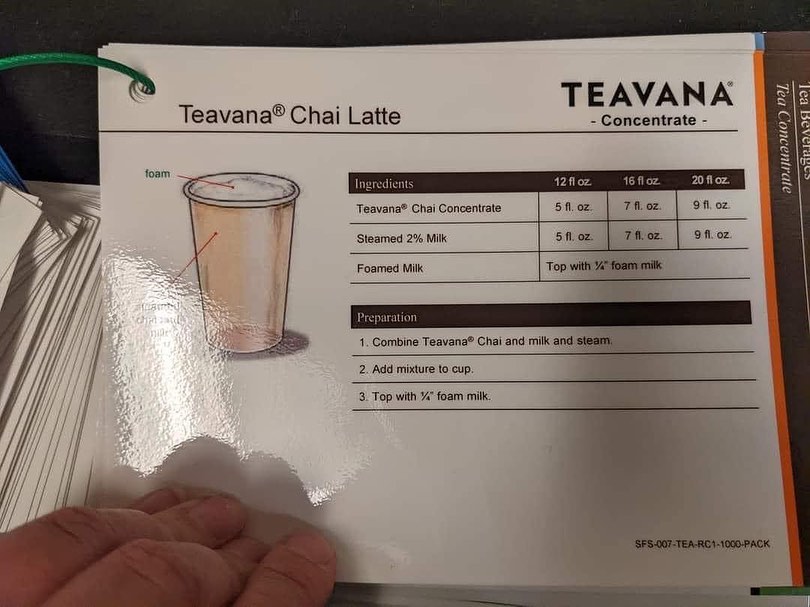 Teavana® Chai Latte
TEAVANA®
- Concentrate -
foam
Ingredients 12 fl oz. 16 fl oz. 20 fl oz.
Teavana® Chai Concentrate 5 fl. oz. 7 fl. oz. 9 fl. oz.
Steamed 2% Milk 5 fl. oz. 7 fl. oz. 9 fl. oz.
Foamed Milk Top with ¼" foam milk
Preparation
1. Combine Teavana® Chai and milk and steam.
2. Add mixture to cup.
3. Top with ¼" foam milk.
steamed
chai and
milk
SFS-007-TEA-RC1-1000-PACK
Tea Beverages
Tea Concentrate